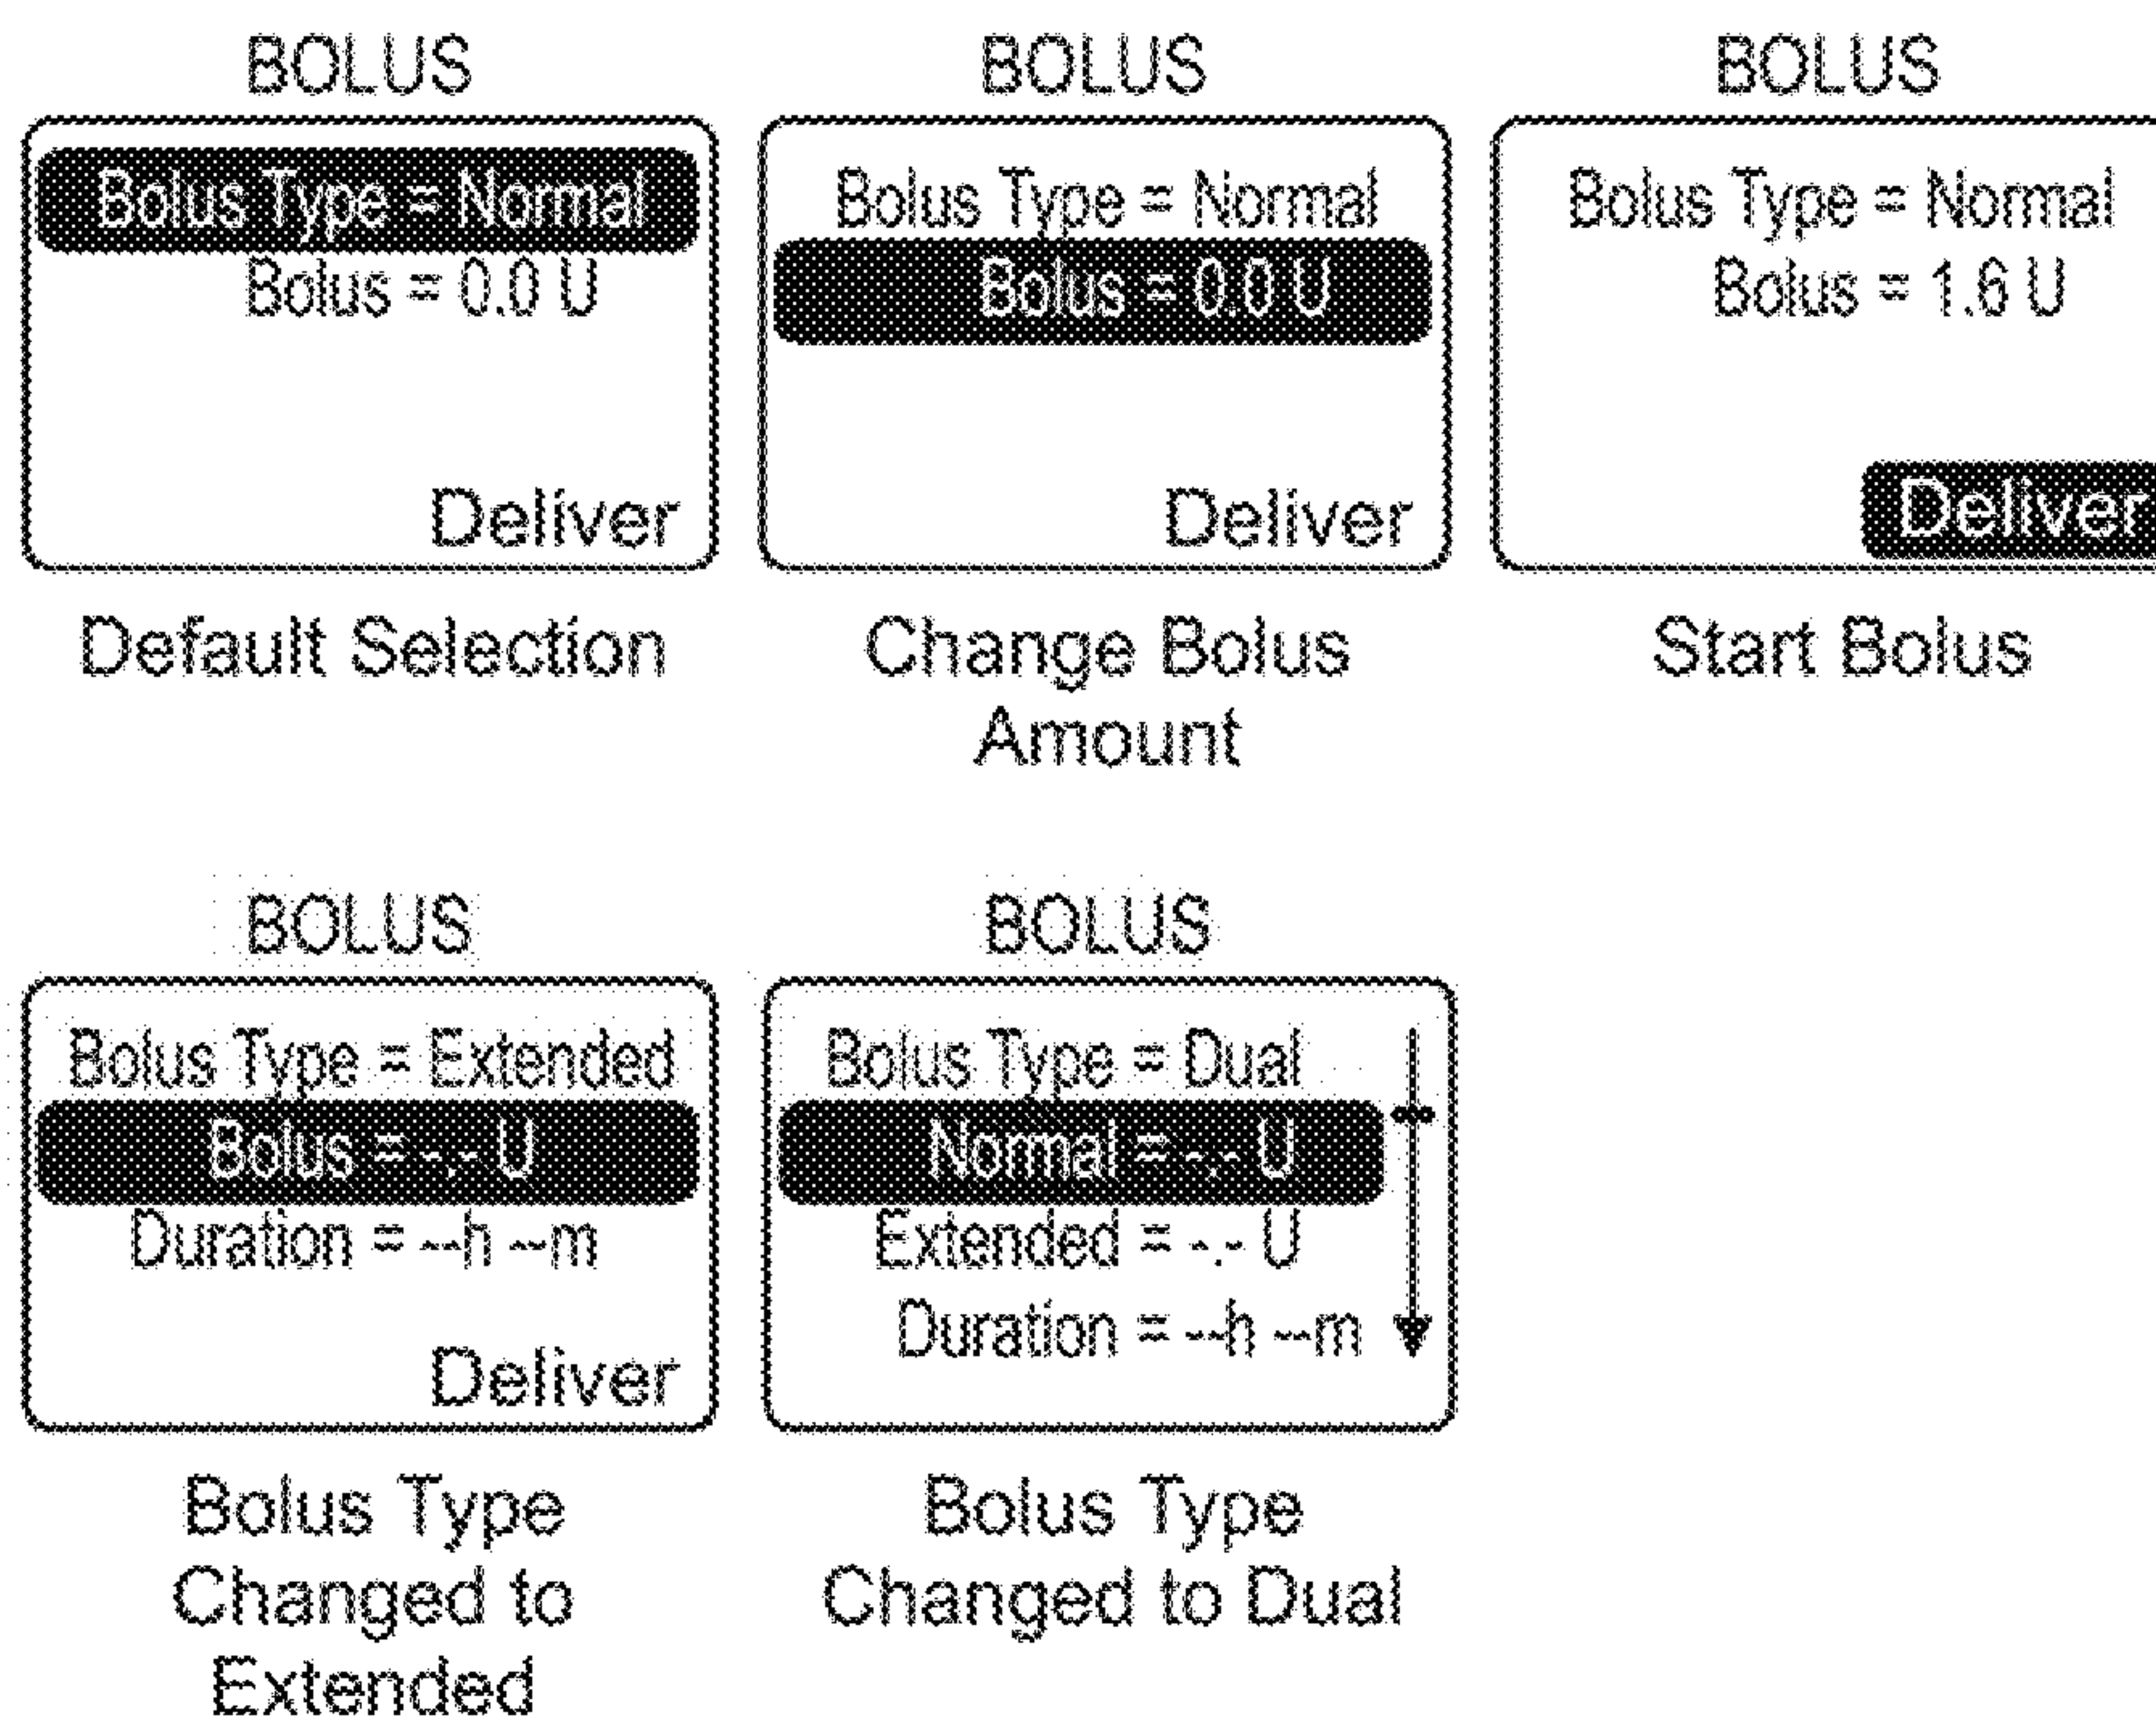 BOLUS
Bolus Type = Normal
Bolus = 0.0 U
Deliver
Default Selection
BOLUS
Bolus Type = Normal
Bolus = 0.0 U
Deliver
Change Bolus
Amount
BOLUS
Bolus Type = Normal
Bolus = 1.6 U
Deliver
Start Bolus
BOLUS
Bolus Type = Extended
Bolus = -.- U
Duration = --h --m
Deliver
Bolus Type
Changed to
Extended
BOLUS
Bolus Type = Dual
Normal = -.- U
Extended = -.- U
Duration = --h --m
Bolus Type
Changed to Dual